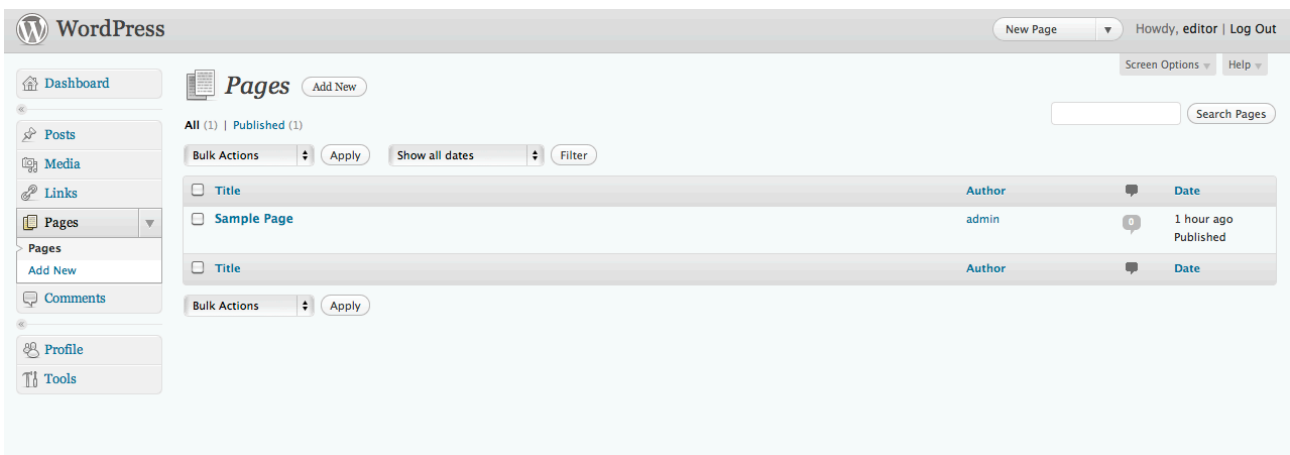 WordPress
New Page
Howdy, editor | Log Out
Screen Options
Help
Dashboard
Posts
Media
Links
Pages
Pages
Add New
Comments
Profile
Tools
Pages
Add New
All (1) | Published (1)
Search Pages
Bulk Actions
Apply
Show all dates
Filter
Title
Author
Date
Sample Page
admin
0
1 hour ago
Published
Title
Author
Date
Bulk Actions
Apply